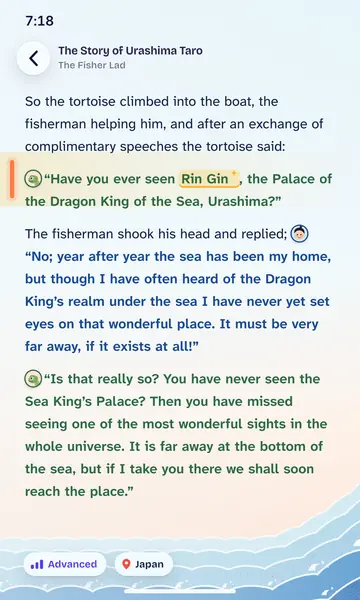 7:18
The Story of Urashima Taro
The Fisher Lad
So the tortoise climbed into the boat, the
fisherman helping him, and after an exchange of
complimentary speeches the tortoise said:
“Have you ever seen Rin Gin, the Palace of
the Dragon King of the Sea, Urashima?”
The fisherman shook his head and replied;
“No; year after year the sea has been my home,
but though I have often heard of the Dragon
King’s realm under the sea I have never yet set
eyes on that wonderful place. It must be very
far away, if it exists at all!”
“Is that really so? You have never seen the
Sea King’s Palace? Then you have missed
seeing one of the most wonderful sights in the
whole universe. It is far away at the bottom of
the sea, but if I take you there we shall soon
reach the place.”
Advanced
Japan